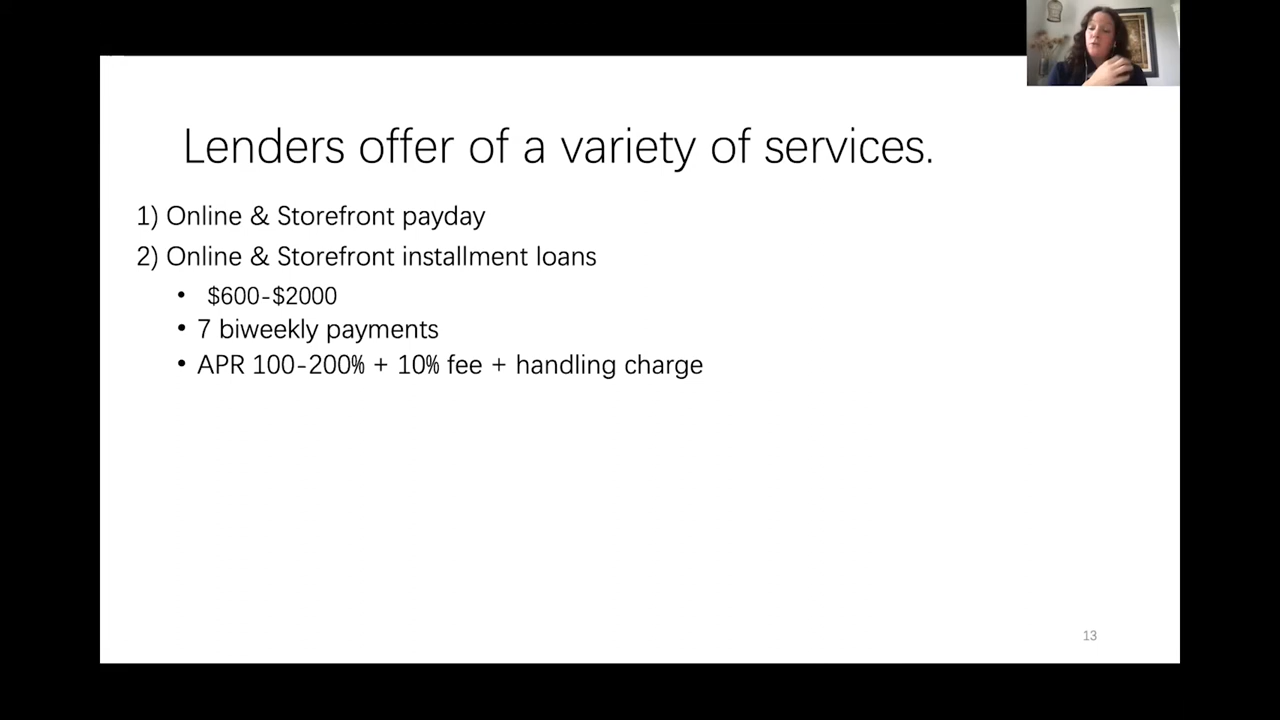 Lenders offer of a variety of services.
1) Online & Storefront payday
2) Online & Storefront installment loans
• $600-$2000
• 7 biweekly payments
• APR 100-200% + 10% fee + handling charge
13